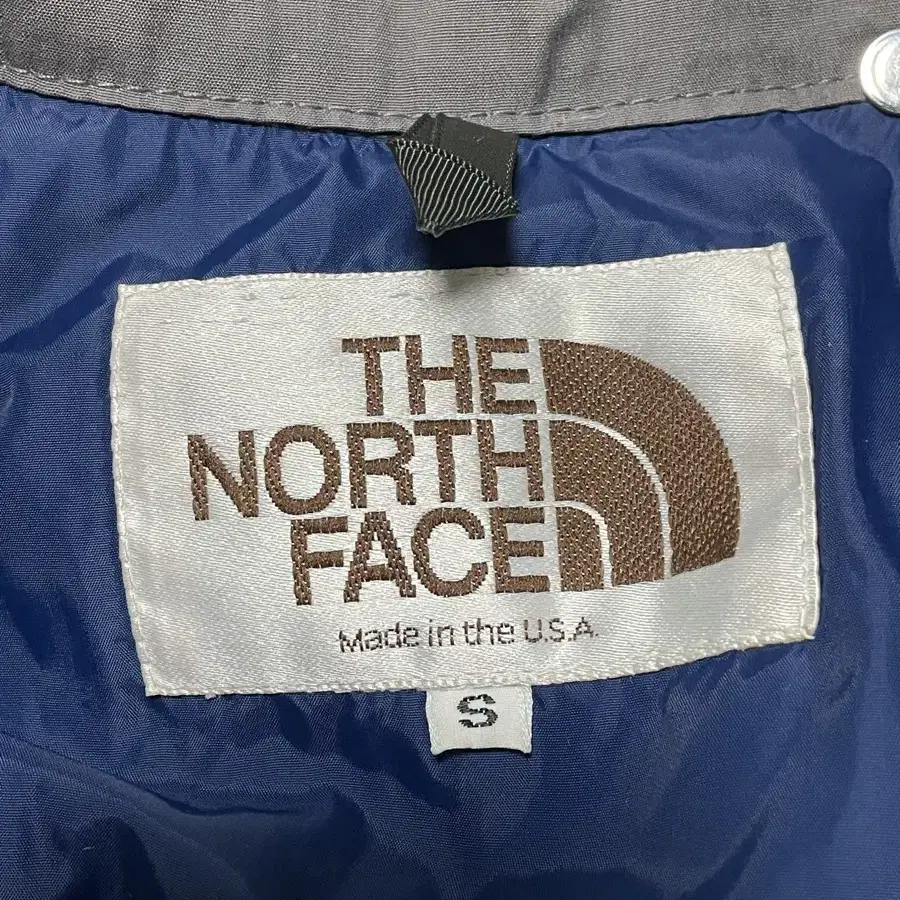 THE
NORTH
FACE
Made in the U.S.A.
S